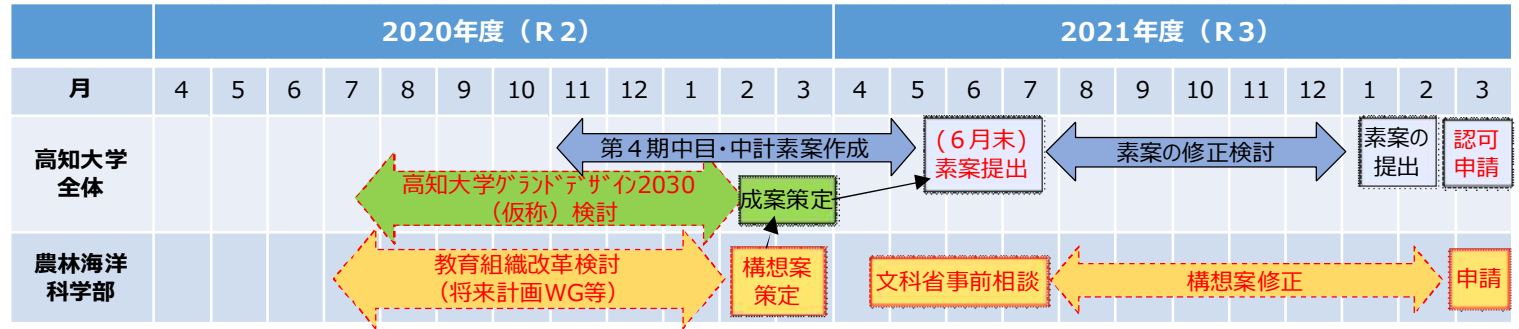 2020年度（R２） 2021年度（R３）
月 4 5 6 7 8 9 10 11 12 1 2 3 4 5 6 7 8 9 10 11 12 1 2 3
高知大学
全体
第４期中目・中計素案作成
(６月末)
素案提出
素案の修正検討
素案の
提出
認可
申請
高知大学ｸﾞﾗﾝﾄﾞﾃﾞｻﾞｲﾝ2030
（仮称）検討
成案策定
農林海洋
科学部
教育組織改革検討
（将来計画WG等）
構想案
策定
文科省事前相談
構想案修正
申請